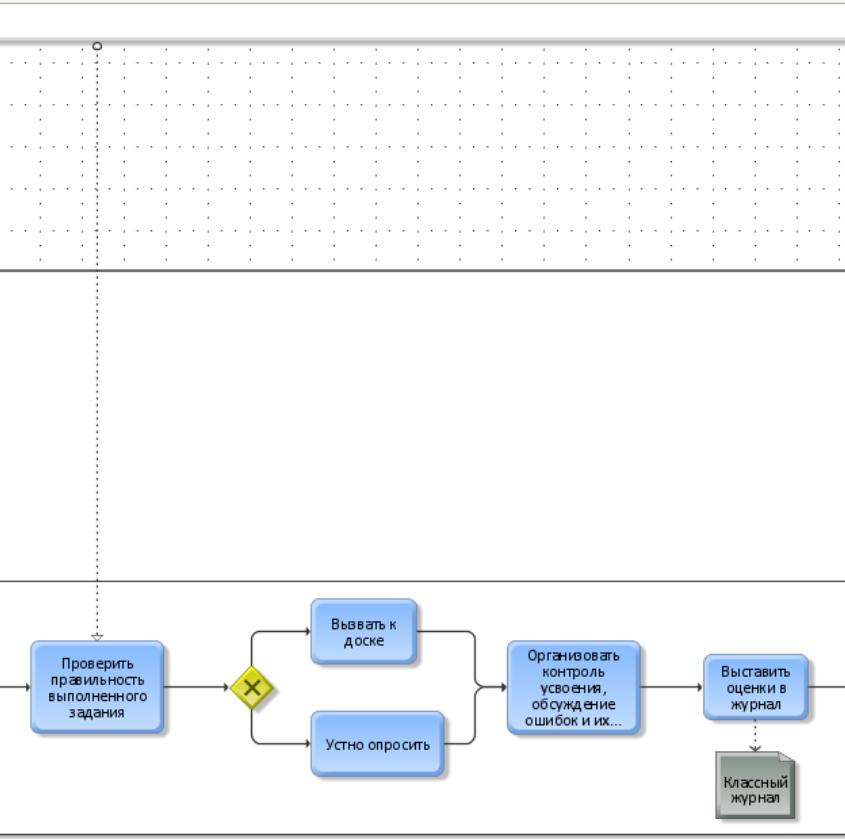 Проверить
правильность
выполненного
задания
Вызвать к
доске
Устно опросить
Организовать
контроль
усвоения,
обсуждение
ошибок и их...
Выставить
оценки в
журнал
Классный
журнал